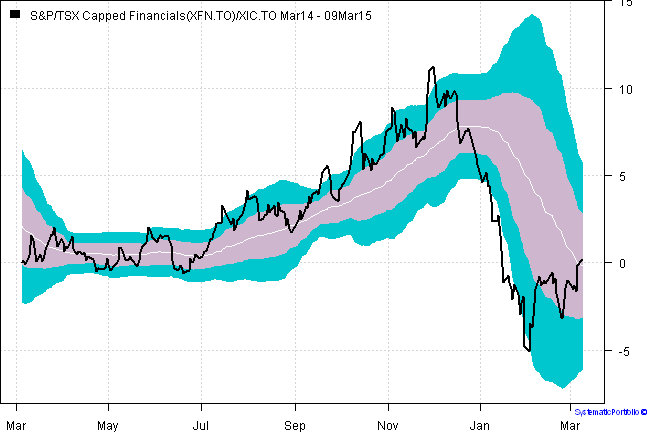 S&P/TSX Capped Financials(XFN.TO)/XIC.TO Mar14 - 09Mar15
15
10
5
0
-5
Mar May Jul Sep Nov Jan Mar
SystematicPortfolio ©